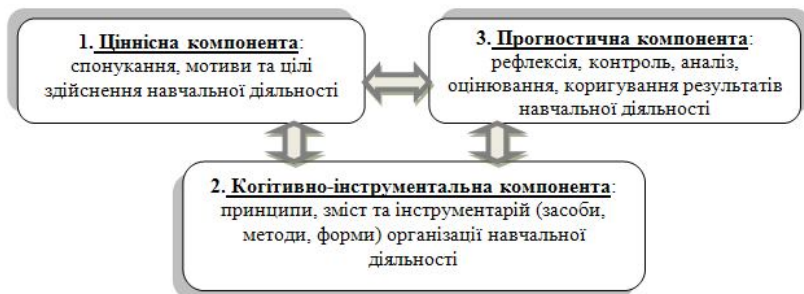 1. Ціннісна компонента:
спонукання, мотиви та цілі
здійснення навчальної діяльності
3. Прогностична компонента:
рефлексія, контроль, аналіз,
оцінювання, коригування результатів
навчальної діяльності
2. Когітивно-інструментальна компонента:
принципи, зміст та інструментарій (засоби,
методи, форми) організації навчальної
діяльності